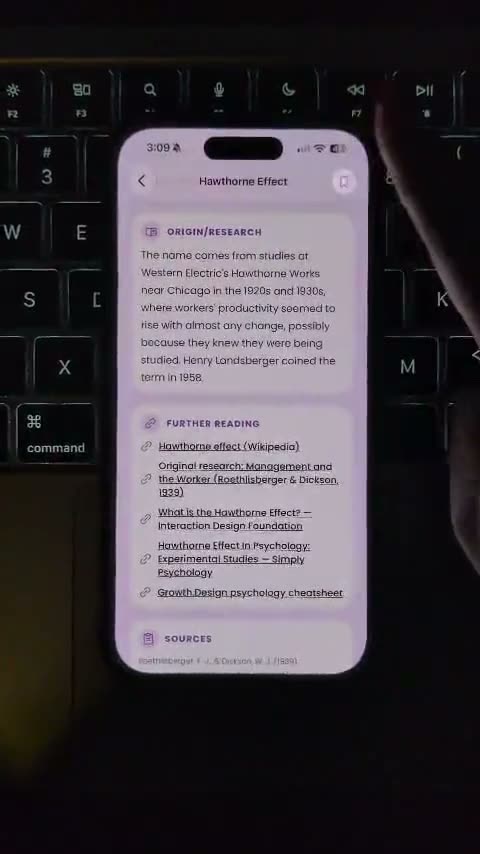 F2
F3
F7
#
3
(
W
E
S
K
X
M
<
⌘
command
3:09
Hawthorne Effect
ORIGIN/RESEARCH
The name comes from studies at
Western Electric's Hawthorne Works
near Chicago in the 1920s and 1930s,
where workers' productivity seemed to
rise with almost any change, possibly
because they knew they were being
studied. Henry Landsberger coined the
term in 1958.
FURTHER READING
Hawthorne effect (Wikipedia)
Original research: Management and
the Worker (Roethlisberger & Dickson,
1939)
What is the Hawthorne Effect? —
Interaction Design Foundation
Hawthorne Effect In Psychology:
Experimental Studies — Simply
Psychology
Growth.Design psychology cheatsheet
SOURCES
Roethlisberger, F. J., & Dickson, W. J. (1939).